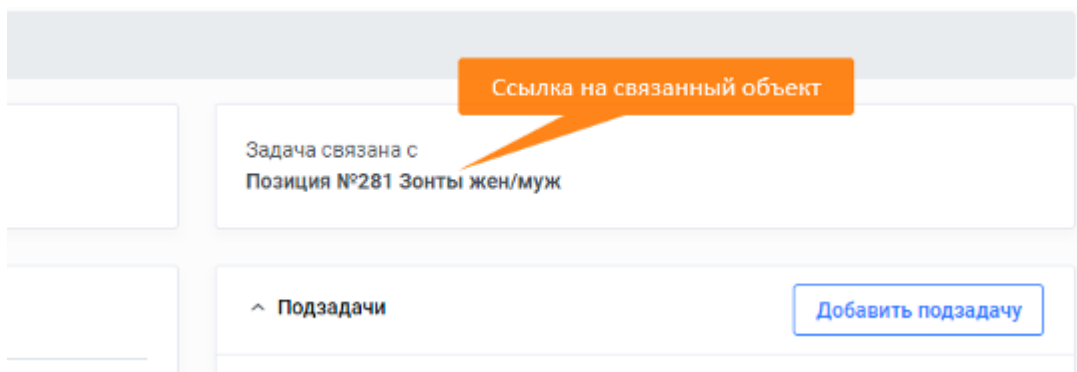 Ссылка на связанный объект
Задача связана с
Позиция №281 Зонты жен/муж
Подзадачи
Добавить подзадачу